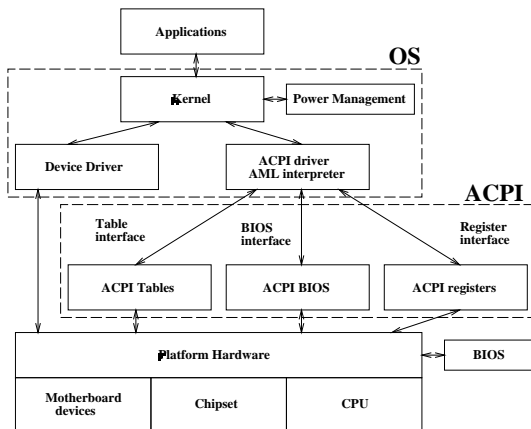 Applications
OS
Kernel
Power Management
Device Driver
ACPI driver
AML interpreter
ACPI
Table
interface
BIOS
interface
Register
interface
ACPI Tables
ACPI BIOS
ACPI registers
Platform Hardware
BIOS
Motherboard
devices
Chipset
CPU